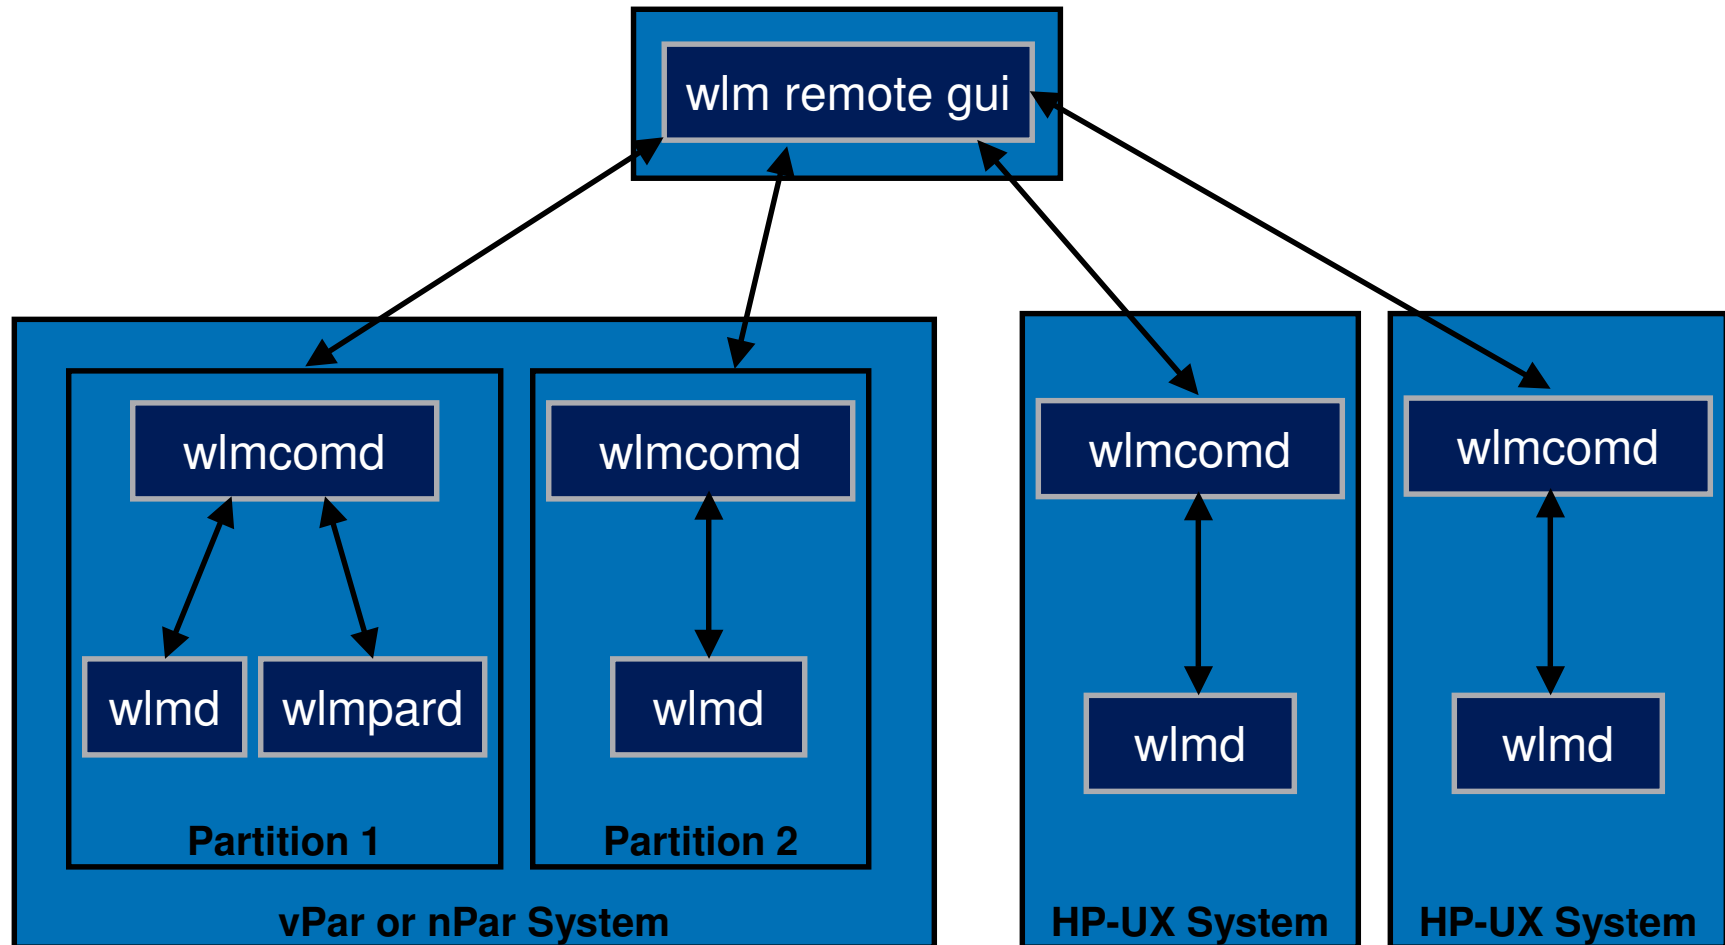 wlm remote gui
wlmcomd
wlmcomd
wlmcomd
wlmcomd
wlmd
wlmpard
wlmd
wlmd
wlmd
Partition 1
Partition 2
vPar or nPar System
HP-UX System
HP-UX System